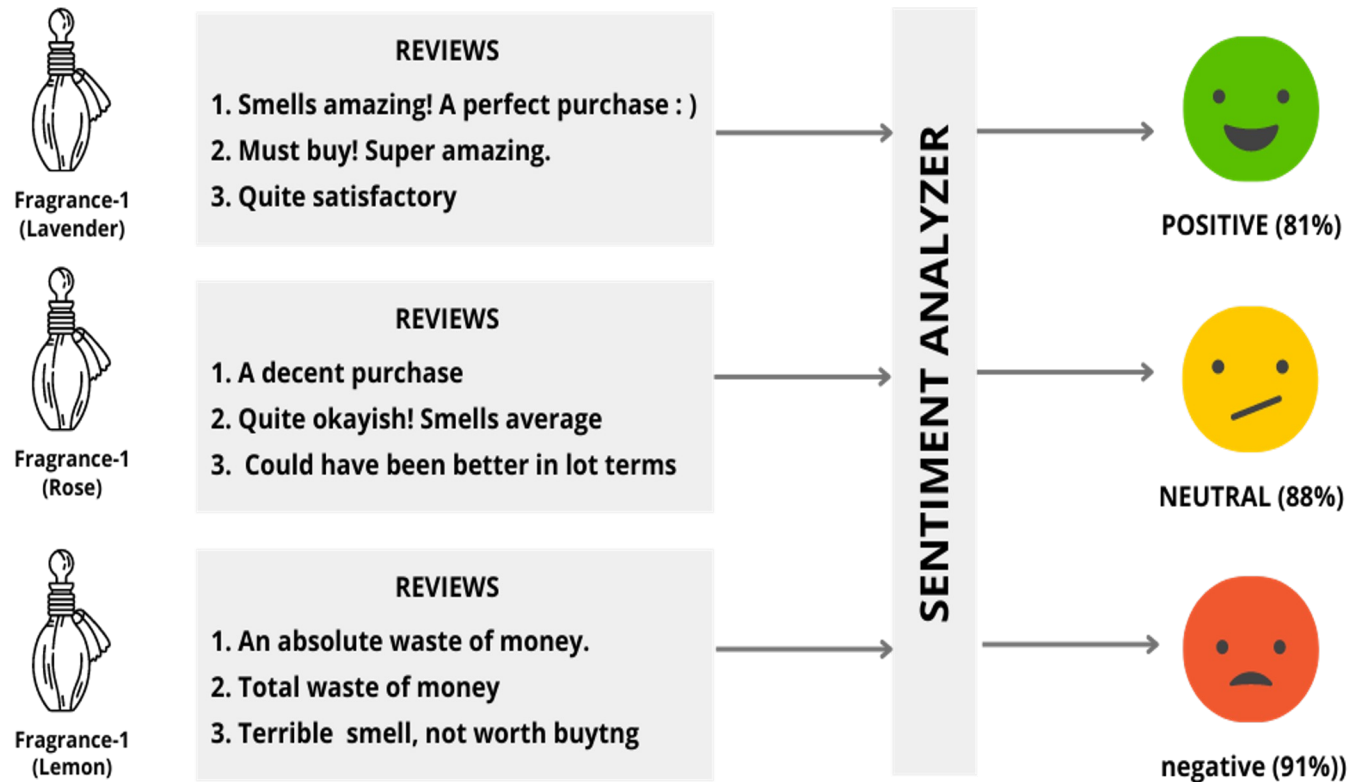 Fragrance-1
(Lavender)
REVIEWS
1. Smells amazing! A perfect purchase : )
2. Must buy! Super amazing.
3. Quite satisfactory
POSITIVE (81%)
Fragrance-1
(Rose)
REVIEWS
1. A decent purchase
2. Quite okayish! Smells average
3.  Could have been better in lot terms
NEUTRAL (88%)
Fragrance-1
(Lemon)
REVIEWS
1. An absolute waste of money.
2. Total waste of money
3. Terrible  smell, not worth buytng
negative (91%))
SENTIMENT ANALYZER